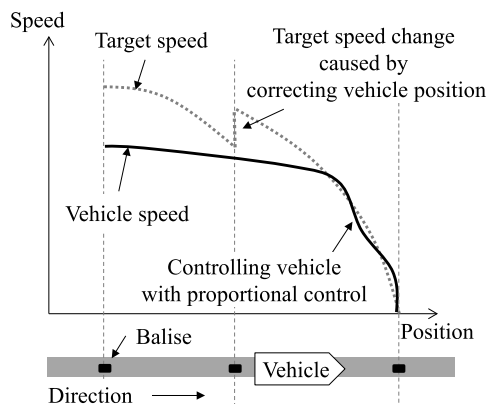 Speed
Target speed
Target speed change
caused by
correcting vehicle position
Vehicle speed
Controlling vehicle
with proportional control
Position
Balise
Vehicle
Direction